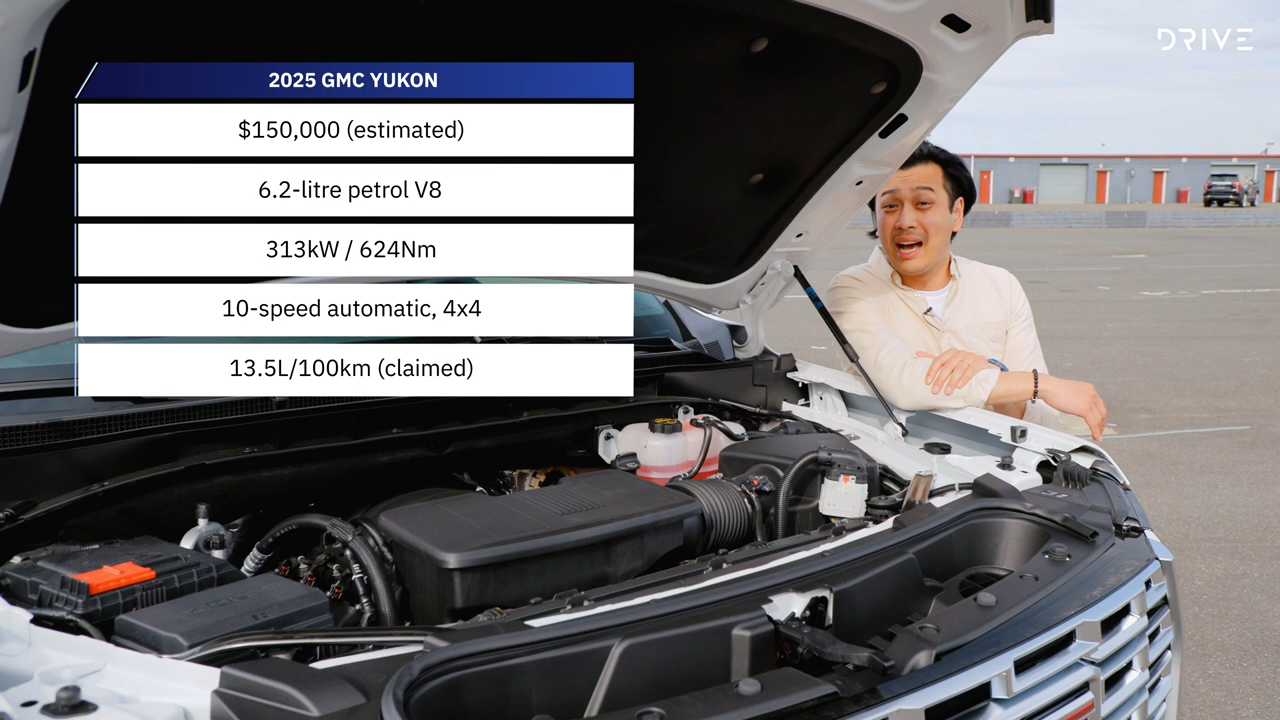 DRIVE
2025 GMC YUKON
$150,000 (estimated)
6.2-litre petrol V8
313kW / 624Nm
10-speed automatic, 4x4
13.5L/100km (claimed)